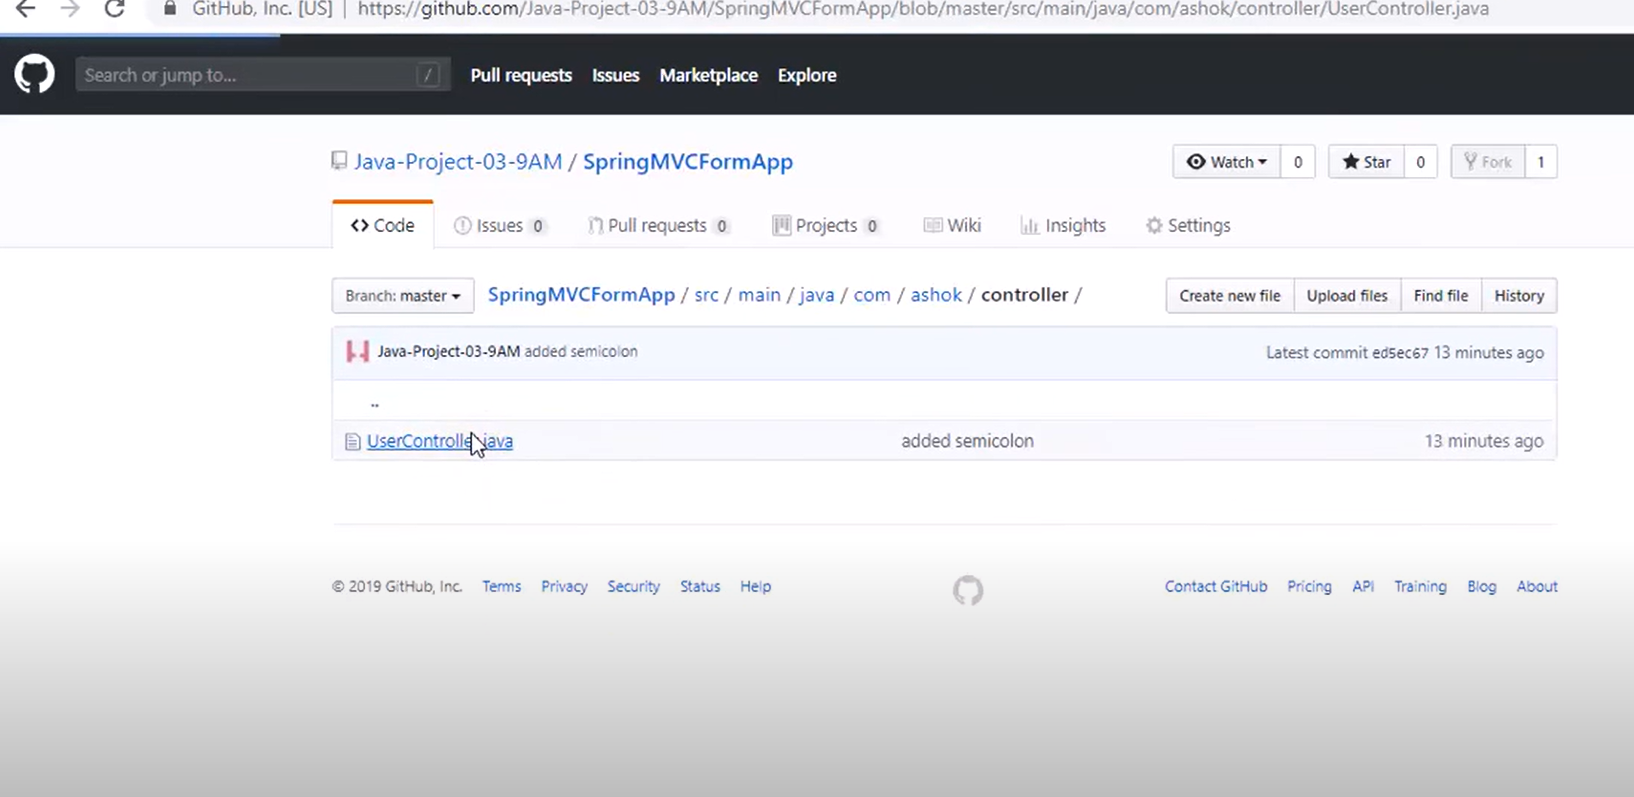 GitHub, Inc. [US] | https://github.com/Java-Project-03-9AM/SpringMVCFormApp/blob/master/src/main/java/com/ashok/controller/UserController.java
Search or jump to... / Pull requests Issues Marketplace Explore
Java-Project-03-9AM / SpringMVCFormApp Watch 0 Star 0 Fork 1
<> Code Issues 0 Pull requests 0 Projects 0 Wiki Insights Settings
Branch: master SpringMVCFormApp / src / main / java / com / ashok / controller / Create new file Upload files Find file History
Java-Project-03-9AM added semicolon Latest commit ed5ec67 13 minutes ago
..
UserController.java added semicolon 13 minutes ago
© 2019 GitHub, Inc. Terms Privacy Security Status Help Contact GitHub Pricing API Training Blog About